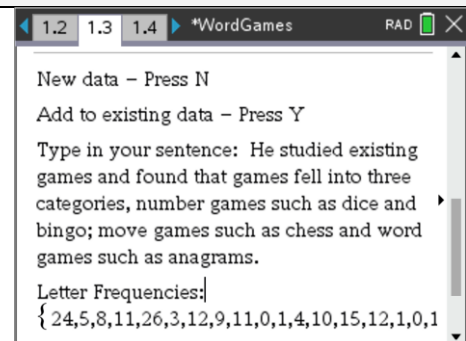 1.2 1.3 1.4 *WordGames RAD
New data – Press N
Add to existing data – Press Y
Type in your sentence: He studied existing
games and found that games fell into three
categories, number games such as dice and
bingo; move games such as chess and word
games such as anagrams.
Letter Frequencies:
{24,5,8,11,26,3,12,9,11,0,1,4,10,15,12,1,0,1